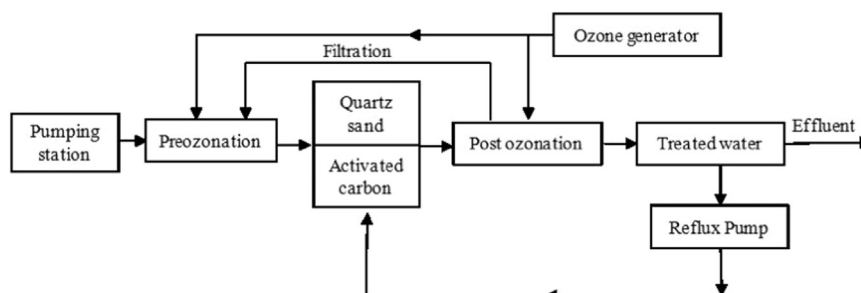 Ozone generator
Filtration
Quartz
sand
Pumping
station
Preozonation
Activated
carbon
Post ozonation
Treated water
Effluent
Reflux Pump